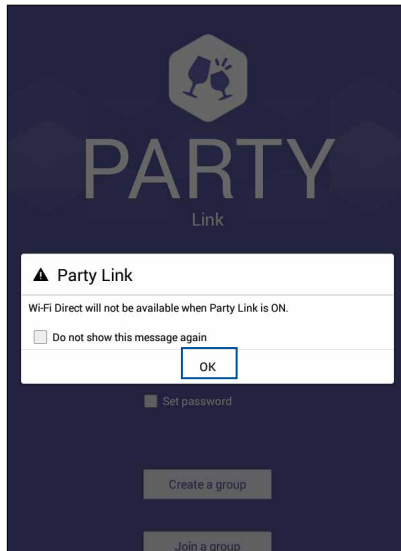 PARTY
Link
Party Link
Wi-Fi Direct will not be available when Party Link is ON.
Do not show this message again
OK
Set password
Create a group
Join a group